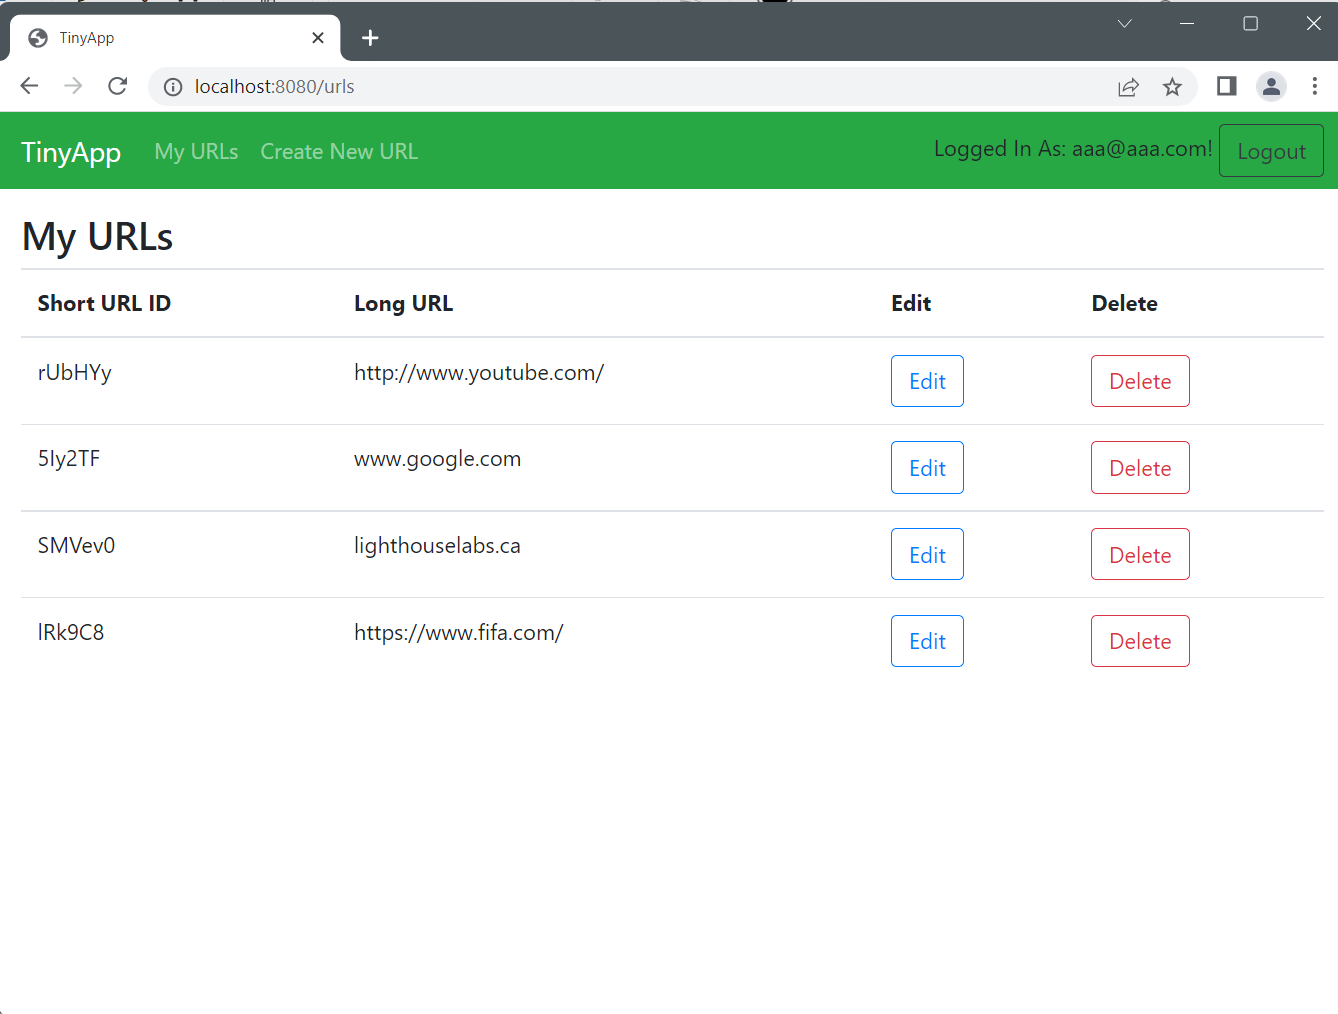 TinyApp
localhost:8080/urls
TinyApp My URLs Create New URL Logged In As: aaa@aaa.com! Logout
My URLs
Short URL ID Long URL Edit Delete
rUbHYy http://www.youtube.com/ Edit Delete
5Iy2TF www.google.com Edit Delete
SMVev0 lighthouselabs.ca Edit Delete
lRk9C8 https://www.fifa.com/ Edit Delete